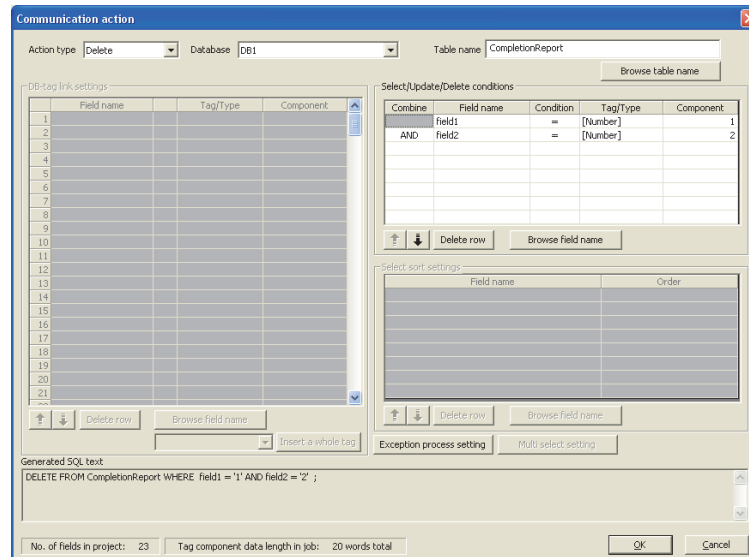 Communication action
Action type Delete Database DB1 Table name CompletionReport
Browse table name
DB-tag link settings
Field name Tag/Type Component
1
2
3
4
5
6
7
8
9
10
11
12
13
14
15
16
17
18
19
20
21
Delete row Browse field name
Insert a whole tag
Select/Update/Delete conditions
Combine Field name Condition Tag/Type Component
field1 = [Number] 1
AND field2 = [Number] 2
Delete row Browse field name
Select sort settings
Field name Order
Delete row Browse field name
Exception process setting Multi select setting
Generated SQL text
DELETE FROM CompletionReport WHERE field1 = '1' AND field2 = '2' ;
No. of fields in project: 23 Tag component data length in job: 20 words total
OK Cancel